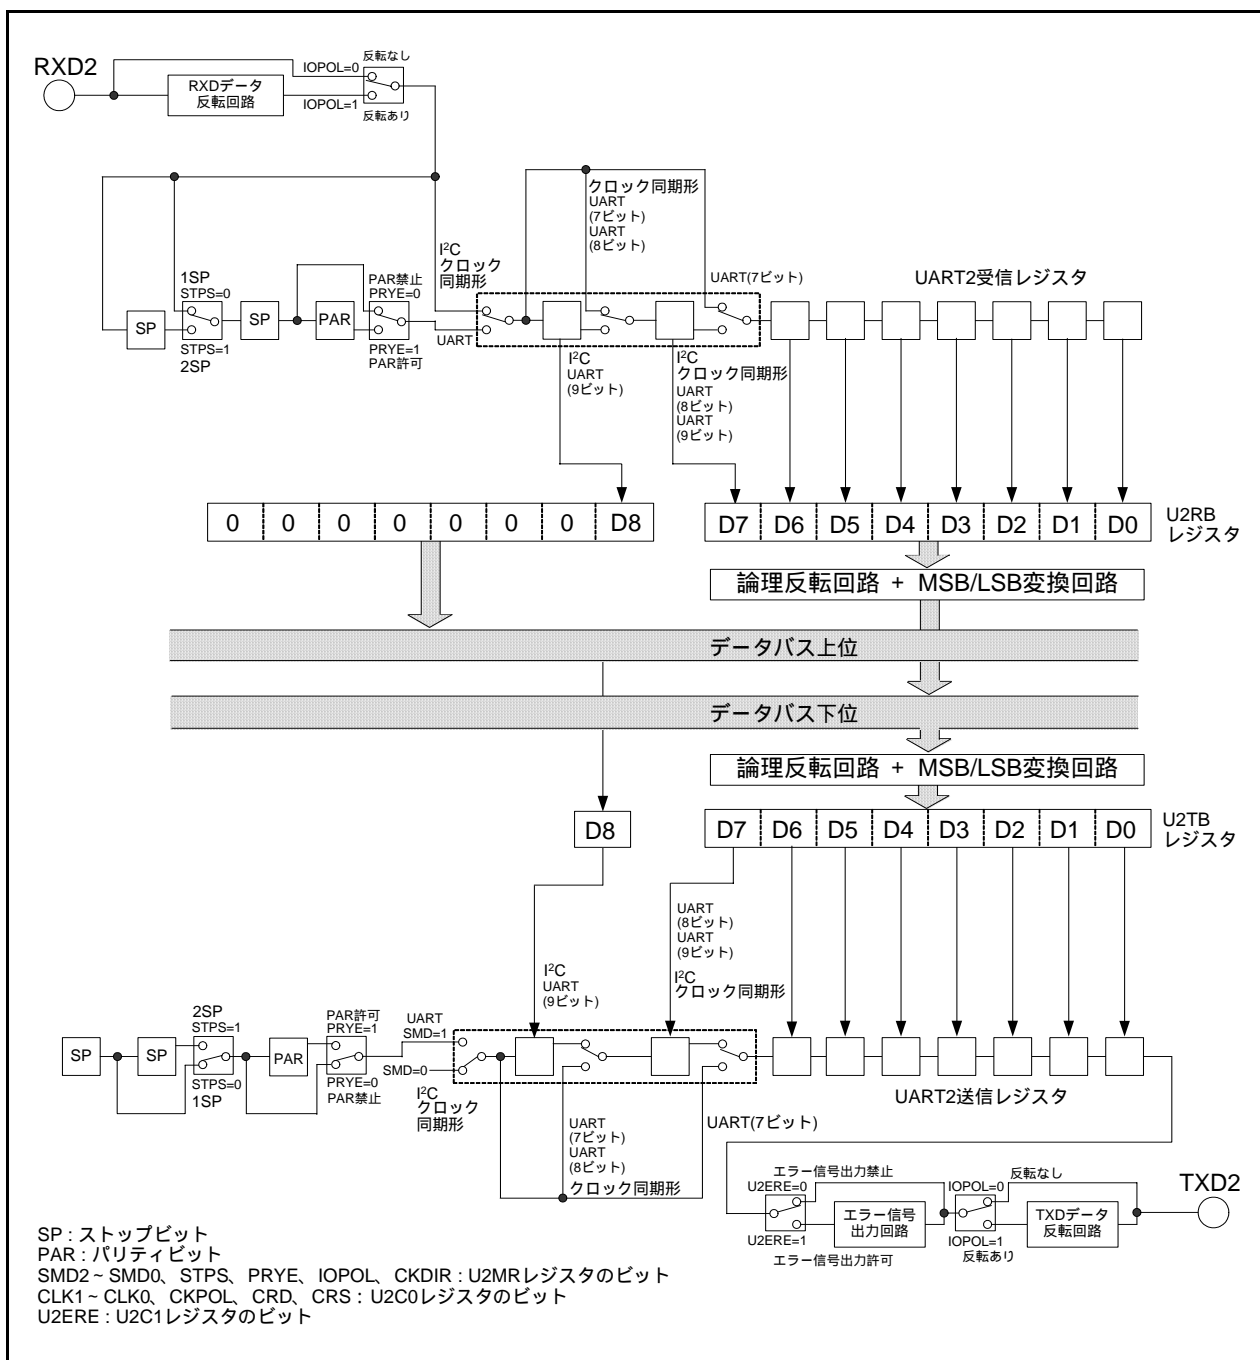 RXD2
反転なし
IOPOL=0
RXDデータ
反転回路
IOPOL=1
反転あり
クロック同期形
UART
(7ビット)
UART
(8ビット)
I²C
クロック
同期形
1SP
STPS=0
PAR禁止
PRYE=0
UART(7ビット)
UART2受信レジスタ
SP
SP
PAR
UART
STPS=1
2SP
PRYE=1
PAR許可
I²C
UART
(9ビット)
I²C
クロック同期形
UART
(8ビット)
UART
(9ビット)
0 0 0 0 0 0 0 D8
D7 D6 D5 D4 D3 D2 D1 D0
U2RB
レジスタ
論理反転回路 + MSB/LSB変換回路
データバス上位
データバス下位
論理反転回路 + MSB/LSB変換回路
D8
D7 D6 D5 D4 D3 D2 D1 D0
U2TB
レジスタ
UART
(8ビット)
UART
(9ビット)
I²C
クロック同期形
I²C
UART
(9ビット)
2SP
STPS=1
PAR許可
PRYE=1
UART
SMD=1
SP
SP
PAR
SMD=0
STPS=0
1SP
PRYE=0
PAR禁止
I²C
クロック
同期形
UART2送信レジスタ
UART
(7ビット)
UART
(8ビット)
クロック同期形
UART(7ビット)
エラー信号出力禁止
U2ERE=0
IOPOL=0
反転なし
TXD2
エラー信号
出力回路
TXDデータ
反転回路
U2ERE=1
エラー信号出力許可
IOPOL=1
反転あり
SP : ストップビット
PAR : パリティビット
SMD2~SMD0、STPS、PRYE、IOPOL、CKDIR : U2MRレジスタのビット
CLK1~CLK0、CKPOL、CRD、CRS : U2C0レジスタのビット
U2ERE : U2C1レジスタのビット